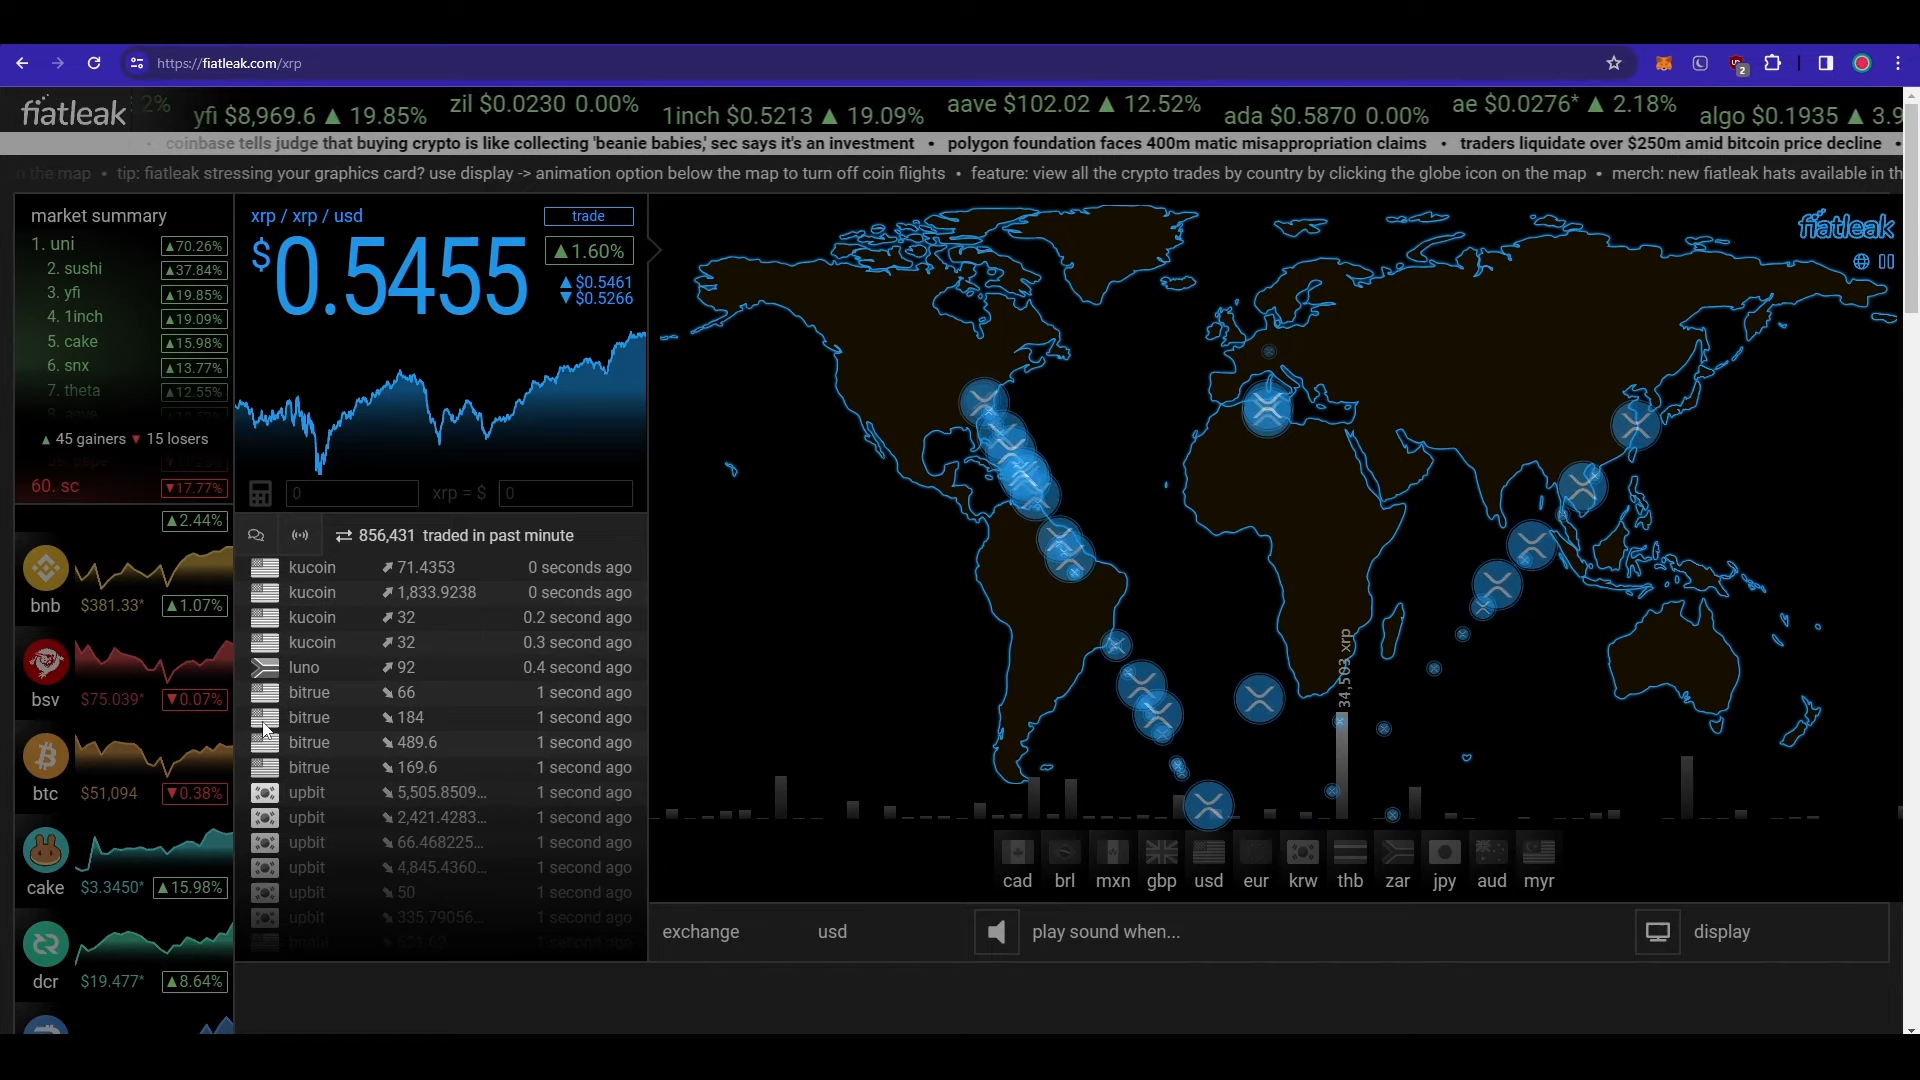 https://fiatleak.com/xrp
2
fiatleak
2% yfi $8,969.6 ▲ 19.85% zil $0.0230 0.00% 1inch $0.5213 ▲ 19.09% aave $102.02 ▲ 12.52% ada $0.5870 0.00% ae $0.0276* ▲ 2.18% algo $0.1935 ▲ 3.9
• coinbase tells judge that buying crypto is like collecting 'beanie babies,' sec says it's an investment • polygon foundation faces 400m matic misappropriation claims • traders liquidate over $250m amid bitcoin price decline •
n the map • tip: fiatleak stressing your graphics card? use display -> animation option below the map to turn off coin flights • feature: view all the crypto trades by country by clicking the globe icon on the map • merch: new fiatleak hats available in th
market summary
1. uni ▲70.26%
2. sushi ▲37.84%
3. yfi ▲19.85%
4. 1inch ▲19.09%
5. cake ▲15.98%
6. snx ▲13.77%
7. theta ▲12.55%
▲ 45 gainers ▼ 15 losers
60. sc ▼17.77%
▲2.44%
bnb $381.33* ▲1.07%
bsv $75.039* ▼0.07%
btc $51,094 ▼0.38%
cake $3.3450* ▲15.98%
dcr $19.477* ▲8.64%
xrp / xrp / usd trade
$0.5455 ▲1.60%
▲$0.5461
▼$0.5266
0 xrp = $ 0
856,431 traded in past minute
kucoin 71.4353 0 seconds ago
kucoin 1,833.9238 0 seconds ago
kucoin 32 0.2 second ago
kucoin 32 0.3 second ago
luno 92 0.4 second ago
bitrue 66 1 second ago
bitrue 184 1 second ago
bitrue 489.6 1 second ago
bitrue 169.6 1 second ago
upbit 5,505.8509... 1 second ago
upbit 2,421.4283... 1 second ago
upbit 66.468225... 1 second ago
upbit 4,845.4360... 1 second ago
upbit 50 1 second ago
upbit 335.79056... 1 second ago
fiatleak
34,503 xrp
cad brl mxn gbp usd eur krw thb zar jpy aud myr
exchange usd play sound when... display